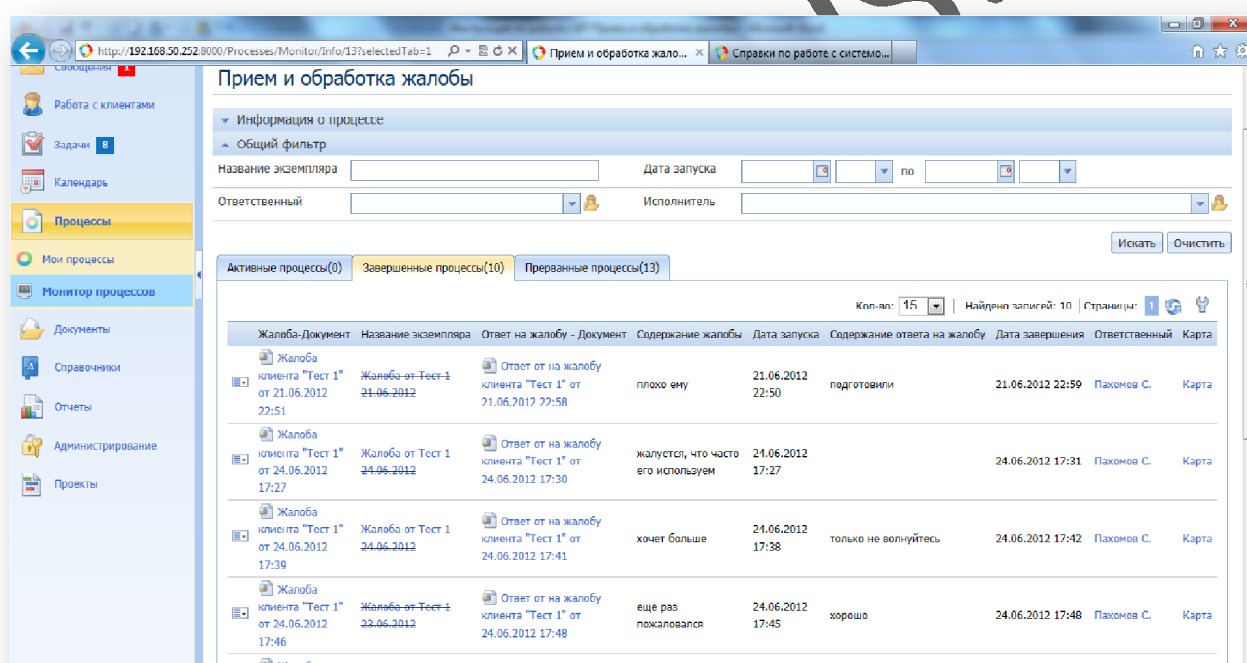 http://192.168.50.252:8000/Processes/Monitor/Info/13?selectedTab=1
Прием и обработка жало...
Справки по работе с системо...
Сообщения 1
Работа с клиентами
Задачи 8
Календарь
Процессы
Мои процессы
Монитор процессов
Документы
Справочники
Отчеты
Администрирование
Проекты
Прием и обработка жалобы
Информация о процессе
Общий фильтр
Название экземпляра Дата запуска по
Ответственный Исполнитель
Искать Очистить
Активные процессы(0) Завершенные процессы(10) Прерванные процессы(13)
Кол-во: 15 | Найдено записей: 10 | Страницы: 1
Жалоба-Документ Название экземпляра Ответ на жалобу - Документ Содержание жалобы Дата запуска Содержание ответа на жалобу Дата завершения Ответственный Карта
Жалоба
клиента "Тест 1"
от 21.06.2012
22:51
Жалоба от Тест 1
21.06.2012
Ответ от на жалобу
клиента "Тест 1" от
21.06.2012 22:58
плохо ему
21.06.2012
22:50
подготовили
21.06.2012 22:59
Пахомов С.
Карта
Жалоба
клиента "Тест 1"
от 24.06.2012
17:27
Жалоба от Тест 1
24.06.2012
Ответ от на жалобу
клиента "Тест 1" от
24.06.2012 17:30
жалуется, что часто
его используем
24.06.2012
17:27
24.06.2012 17:31
Пахомов С.
Карта
Жалоба
клиента "Тест 1"
от 24.06.2012
17:39
Жалоба от Тест 1
24.06.2012
Ответ от на жалобу
клиента "Тест 1" от
24.06.2012 17:41
хочет больше
24.06.2012
17:38
только не волнуйтесь
24.06.2012 17:42
Пахомов С.
Карта
Жалоба
клиента "Тест 1"
от 24.06.2012
17:46
Жалоба от Тест 1
23.06.2012
Ответ от на жалобу
клиента "Тест 1" от
24.06.2012 17:48
еще раз
пожаловался
24.06.2012
17:45
хорошо
24.06.2012 17:48
Пахомов С.
Карта